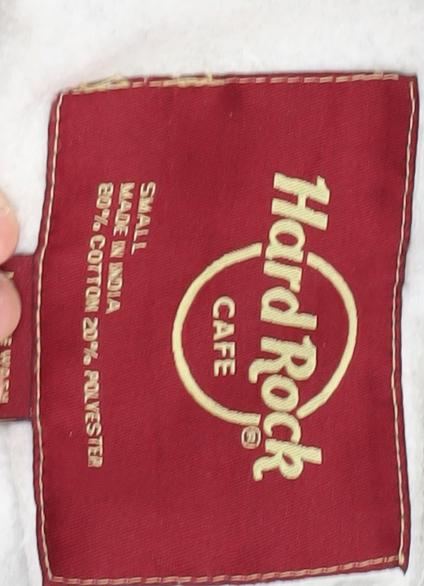 Hard Rock
CAFE
®
SMALL
MADE IN INDIA
80% COTTON 20% POLYESTER